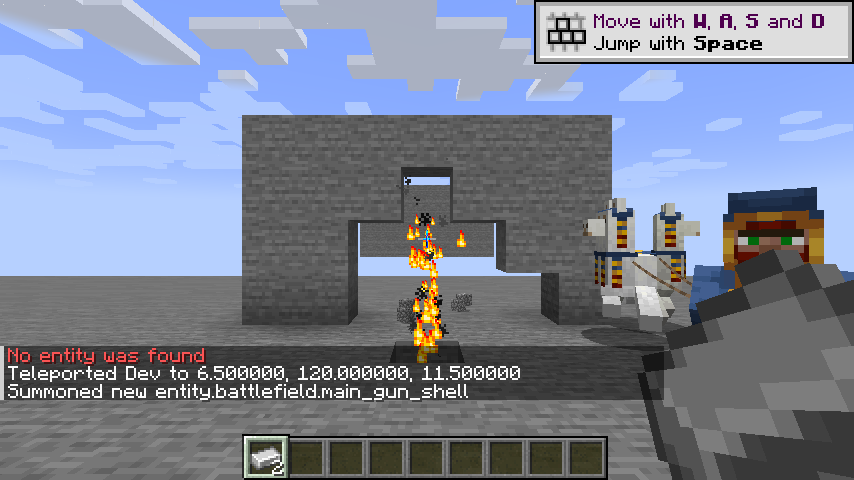 Move with W, A, S and D
Jump with Space
No entity was found
Teleported Dev to 6.500000, 120.000000, 11.500000
Summoned new entity.battlefield.main_gun_shell
2